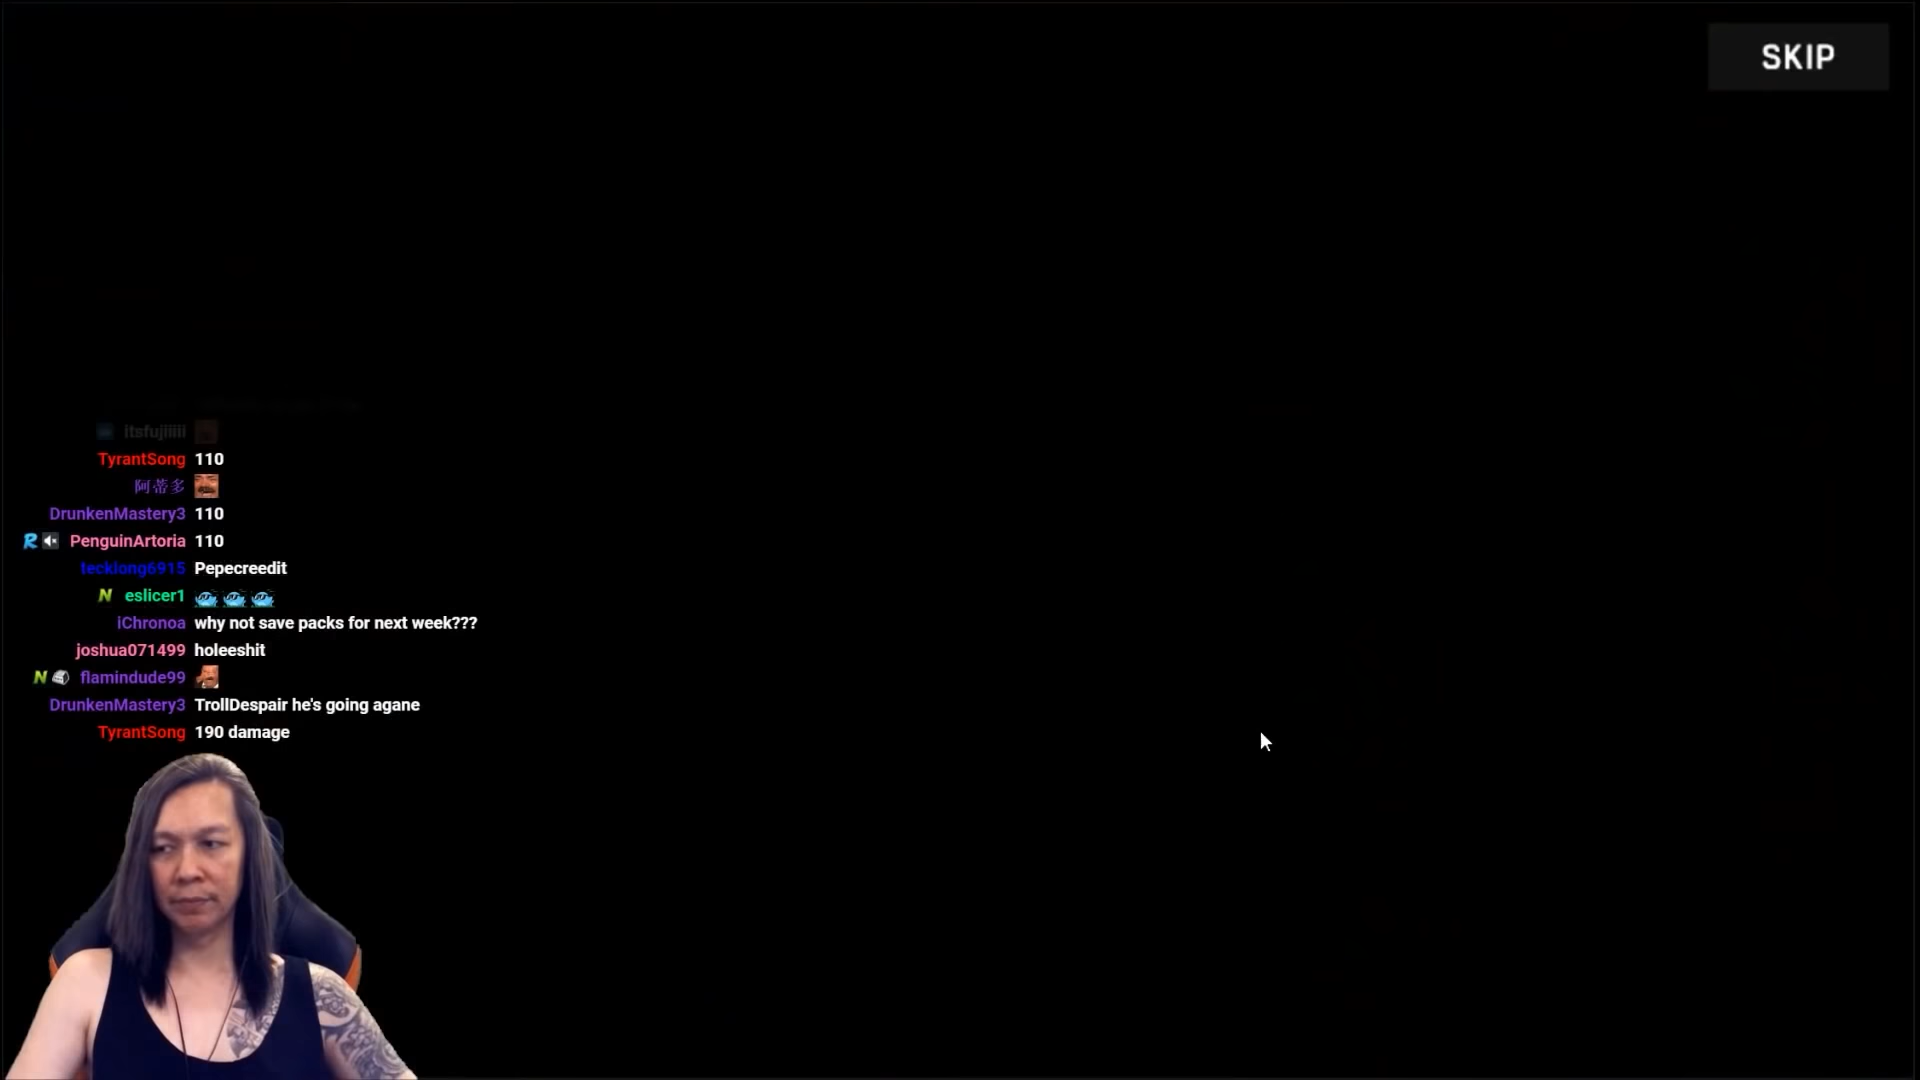 SKIP
itsfujiiiii
TyrantSong 110
阿蒂多
DrunkenMastery3 110
PenguinArtoria 110
tecklong6915 Pepecreedit
eslicer1
iChronoa why not save packs for next week???
joshua071499 holeeshit
flamindude99
DrunkenMastery3 TrollDespair he's going agane
TyrantSong 190 damage